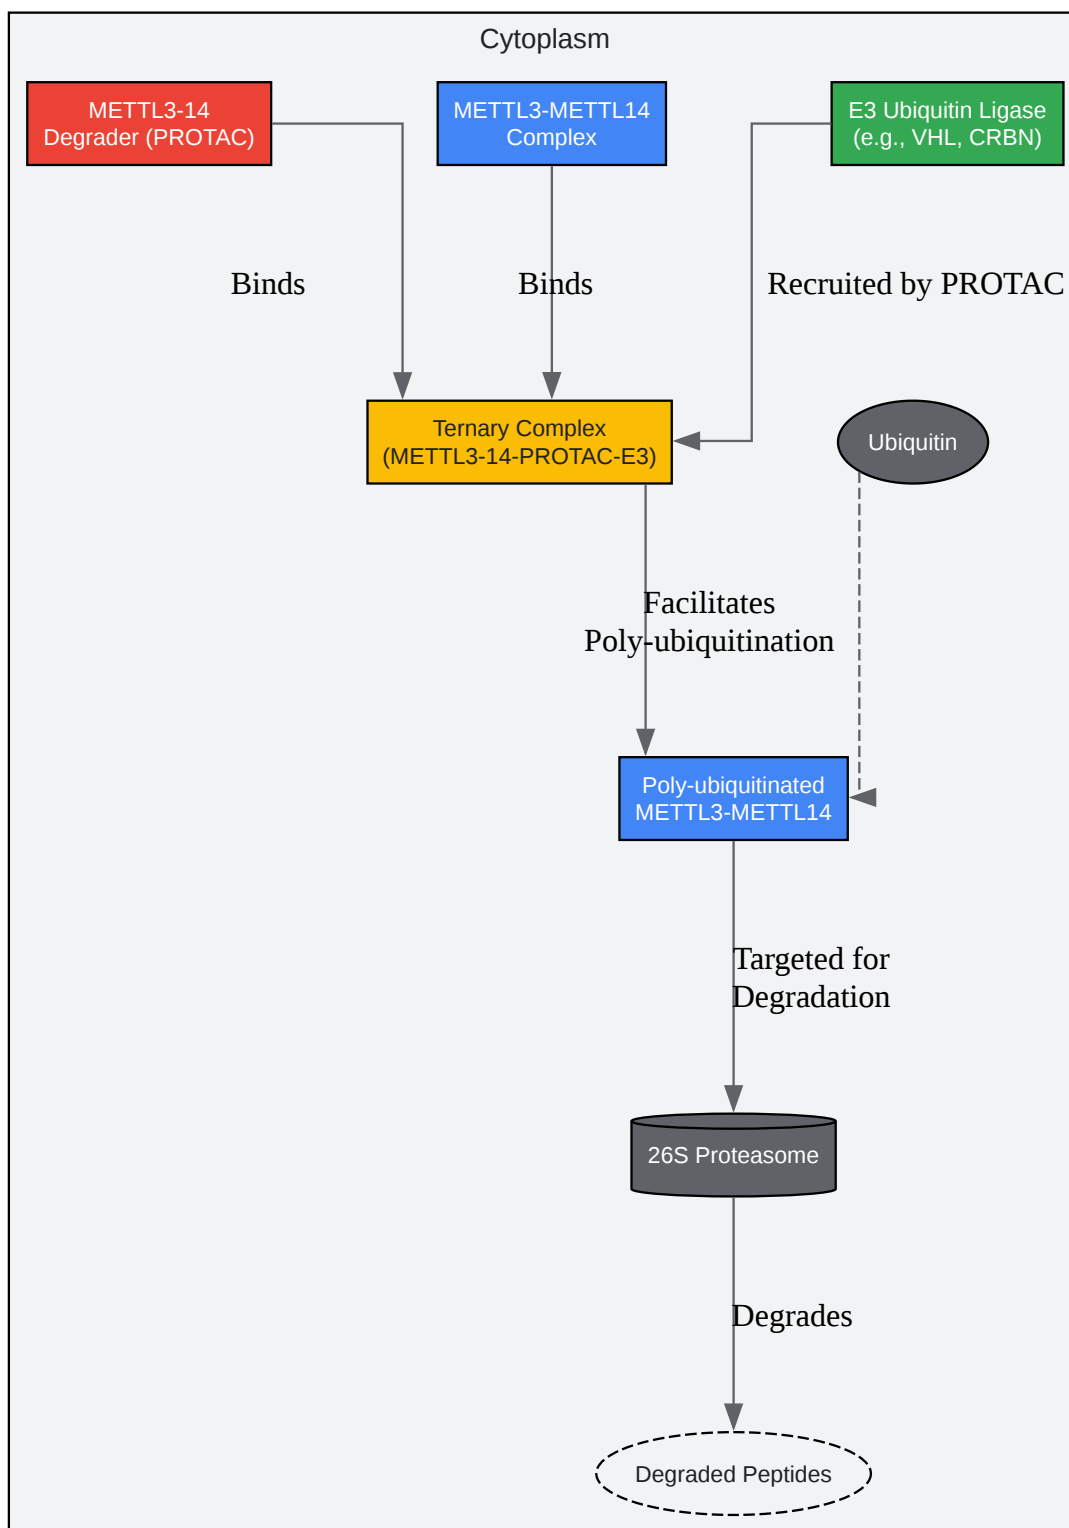 Cytoplasm
METTL3-14
Degrader (PROTAC)
METTL3-METTL14
Complex
E3 Ubiquitin Ligase
(e.g., VHL, CRBN)
Binds
Binds
Recruited by PROTAC
Ternary Complex
(METTL3-14-PROTAC-E3)
Ubiquitin
Facilitates
Poly-ubiquitination
Poly-ubiquitinated
METTL3-METTL14
Targeted for
Degradation
26S Proteasome
Degrades
Degraded Peptides